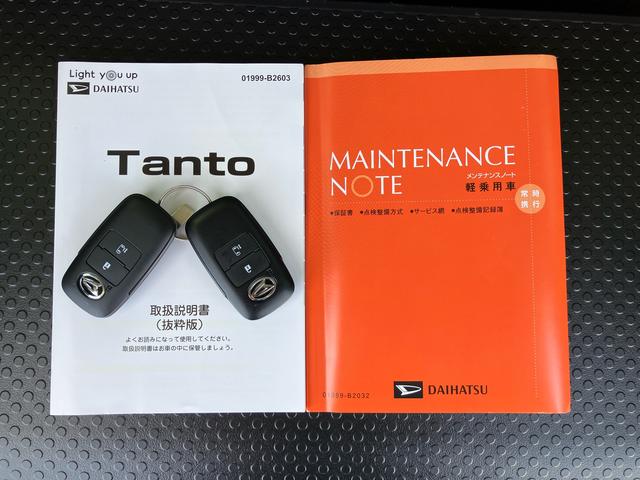 Light you up
DAIHATSU
01999-B2603
Tanto
取扱説明書
(抜粋版)
よくお読みになって使用してください。
取扱説明書はお車の中に保管しましょう。
MAINTENANCE
NOTE
メンテナンスノート
軽乗用車
常時
携行
●保証書 ●点検整備方式 ●サービス網 ●点検整備記録簿
01999-B2032
DAIHATSU